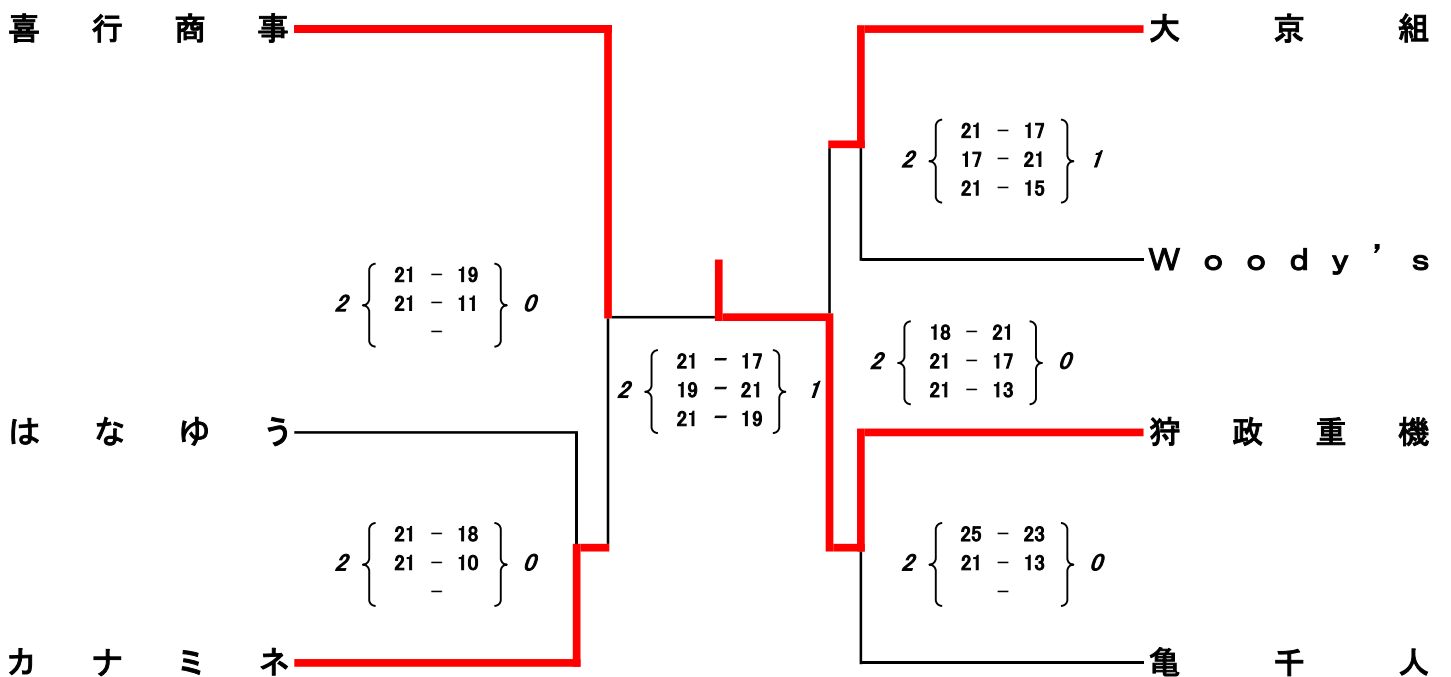 喜行商事
大京組
21 - 17
2 17 - 21 1
21 - 15
Ｗｏｏｄｙ’ｓ
21 - 19
2 21 - 11 0
-
18 - 21
2 21 - 17 0
21 - 13
21 - 17
2 19 - 21 1
21 - 19
はなゆう
狩政重機
21 - 18
2 21 - 10 0
-
25 - 23
2 21 - 13 0
-
カナミネ
亀千人